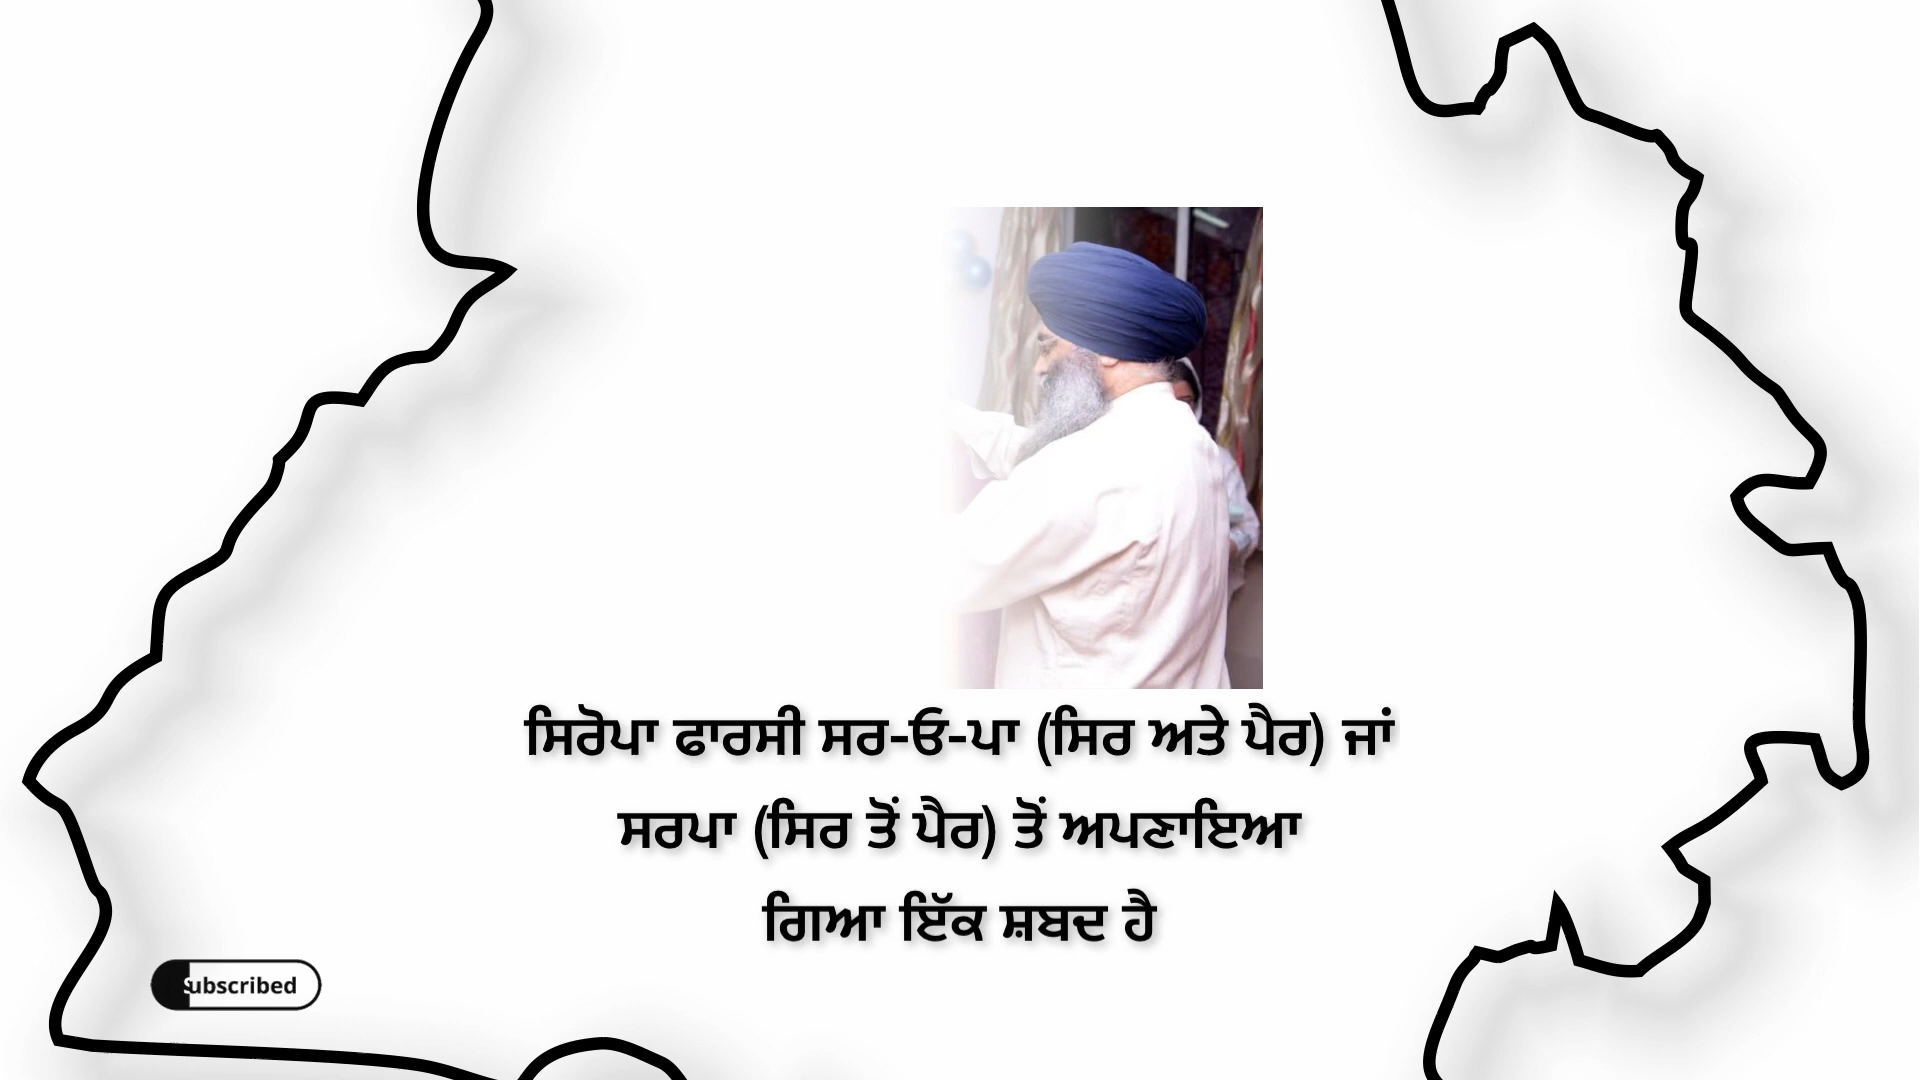 ਸਿਰੋਪਾ ਫਾਰਸੀ ਸਰ-ਓ-ਪਾ (ਸਿਰ ਅਤੇ ਪੈਰ) ਜਾਂ
ਸਰਪਾ (ਸਿਰ ਤੋਂ ਪੈਰ) ਤੋਂ ਅਪਣਾਇਆ
ਗਿਆ ਇੱਕ ਸ਼ਬਦ ਹੈ
Subscribed